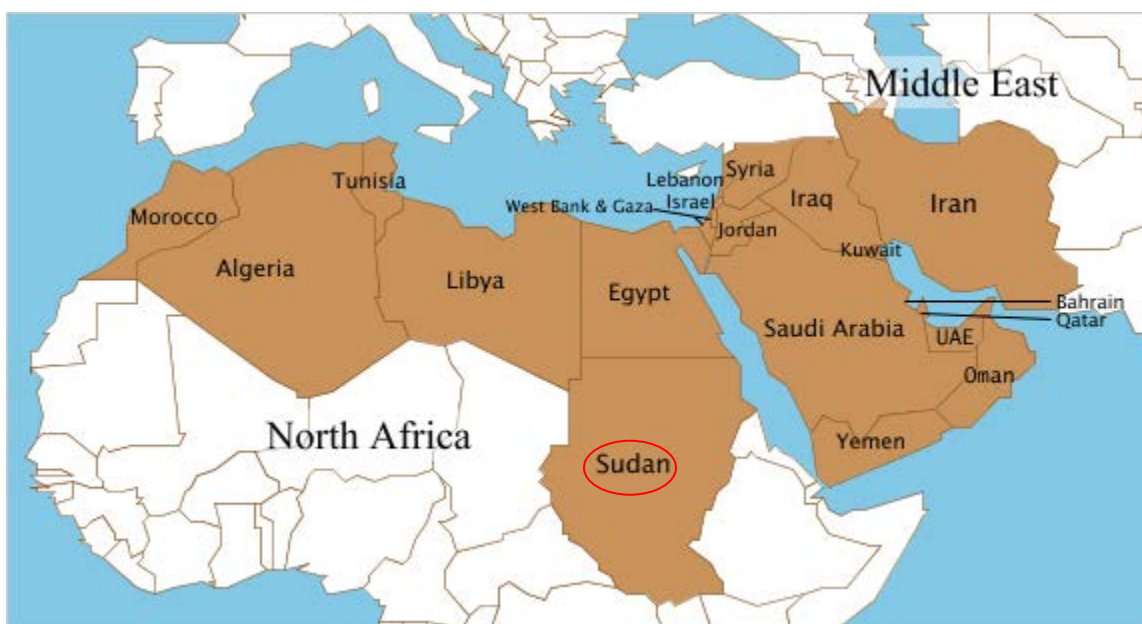 Middle East
Tunisia
Syria
Lebanon
Israel
Iraq
Iran
West Bank & Gaza
Morocco
Jordan
Kuwait
Algeria
Libya
Egypt
Bahrain
Saudi Arabia
Qatar
UAE
Oman
North Africa
Yemen
Sudan